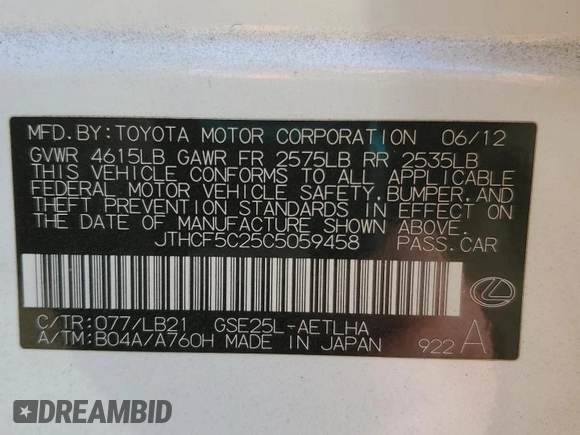 MFD.BY:TOYOTA MOTOR CORPORATION 06/12
GVWR 4615LB GAWR FR 2575LB RR 2535LB
THIS VEHICLE CONFORMS TO ALL APPLICABLE
FEDERAL MOTOR VEHICLE SAFETY,BUMPER,AND
THEFT PREVENTION STANDARDS IN EFFECT ON
THE DATE OF MANUFACTURE SHOWN ABOVE.
JTHCF5C25C5059458 PASS.CAR
C/TR:077/LB21 GSE25L-AETLHA
A/TM:B04A/A760H MADE IN JAPAN 922 A
DREAMBID